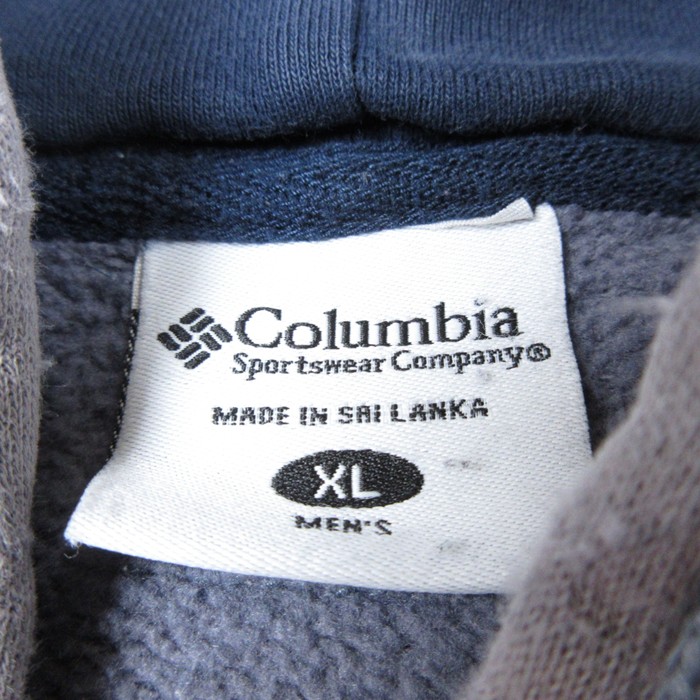 Columbia
Sportswear Company®
MADE IN SRI LANKA
XL
MEN'S